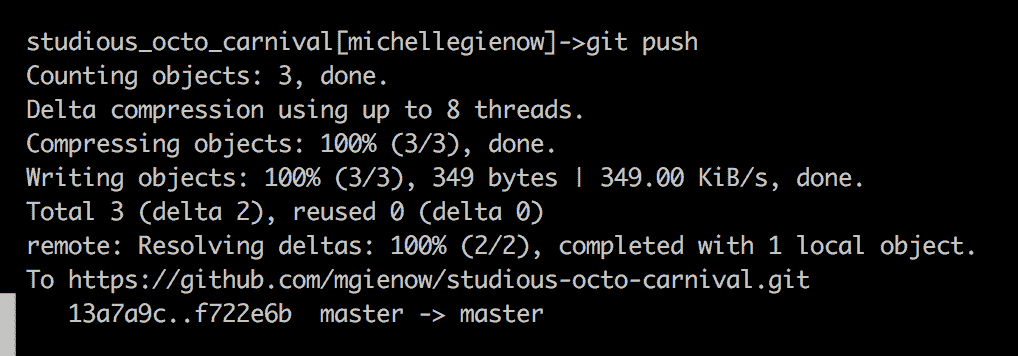 studious_octo_carnival[michellegienow]->git push
Counting objects: 3, done.
Delta compression using up to 8 threads.
Compressing objects: 100% (3/3), done.
Writing objects: 100% (3/3), 349 bytes | 349.00 KiB/s, done.
Total 3 (delta 2), reused 0 (delta 0)
remote: Resolving deltas: 100% (2/2), completed with 1 local object.
To https://github.com/mgienow/studious-octo-carnival.git
13a7a9c..f722e6b  master -> master